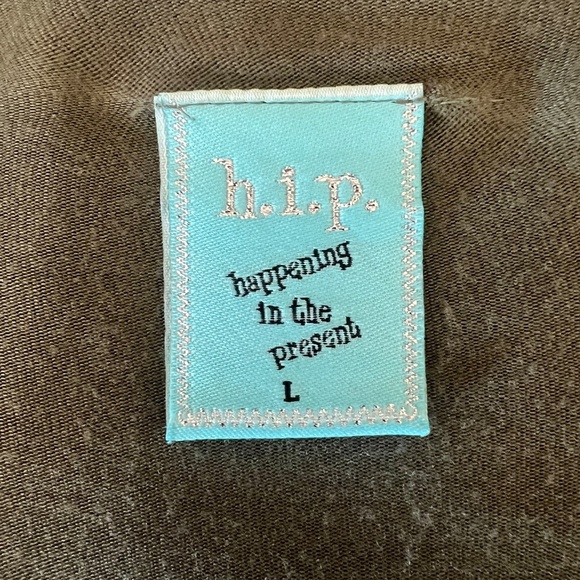 h.i.p.
happening
in the
present
L